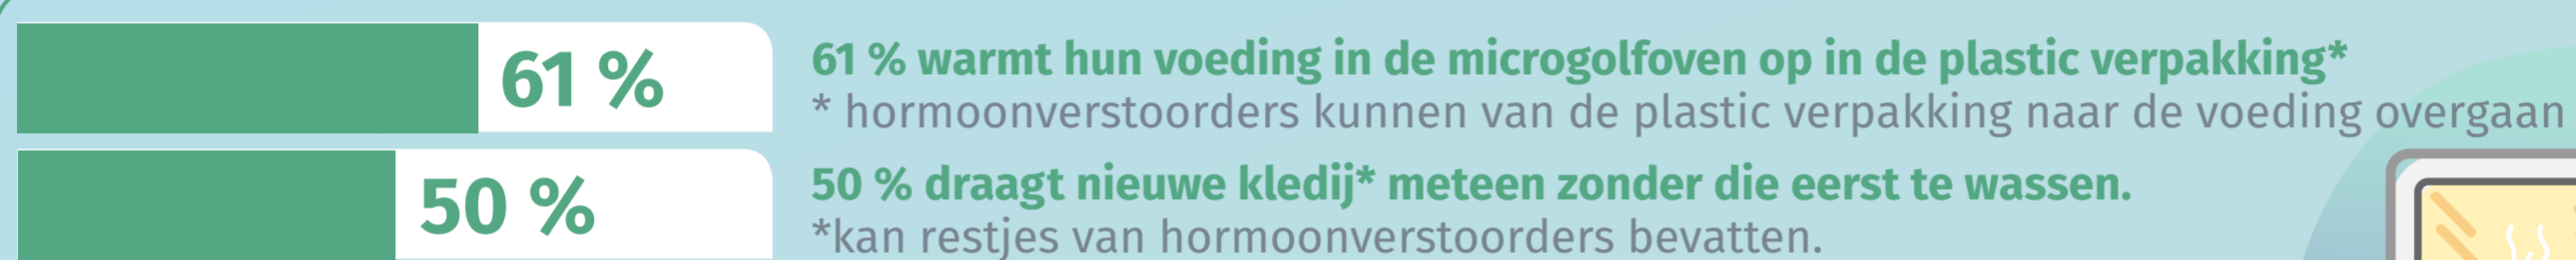 61 %
61 % warmt hun voeding in de microgolfoven op in de plastic verpakking*
* hormoonverstoorders kunnen van de plastic verpakking naar de voeding overgaan
50 %
50 % draagt nieuwe kledij* meteen zonder die eerst te wassen.
*kan restjes van hormoonverstoorders bevatten.